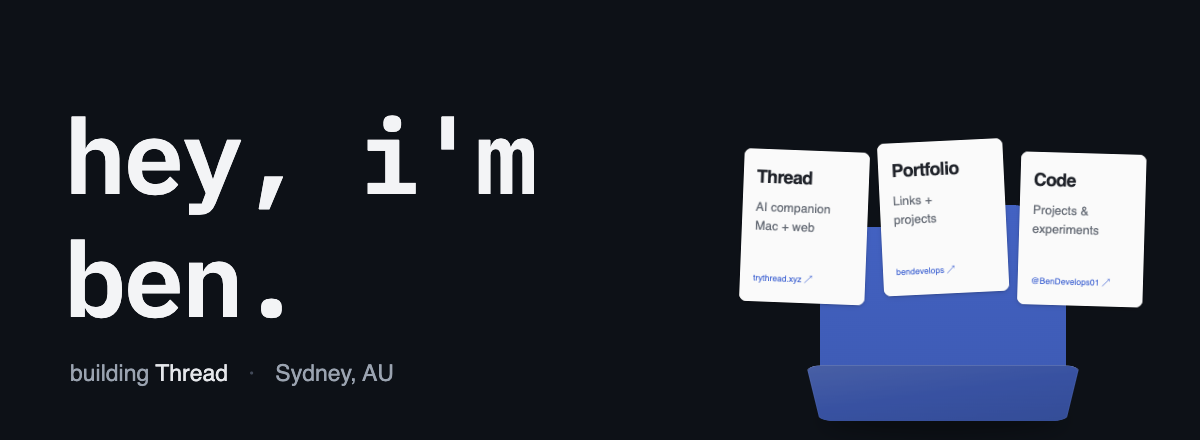 hey, i'm
ben.
building Thread · Sydney, AU
Thread
AI companion
Mac + web
trythread.xyz ↗
Portfolio
Links +
projects
bendevelops ↗
Code
Projects &
experiments
@BenDevelops01 ↗